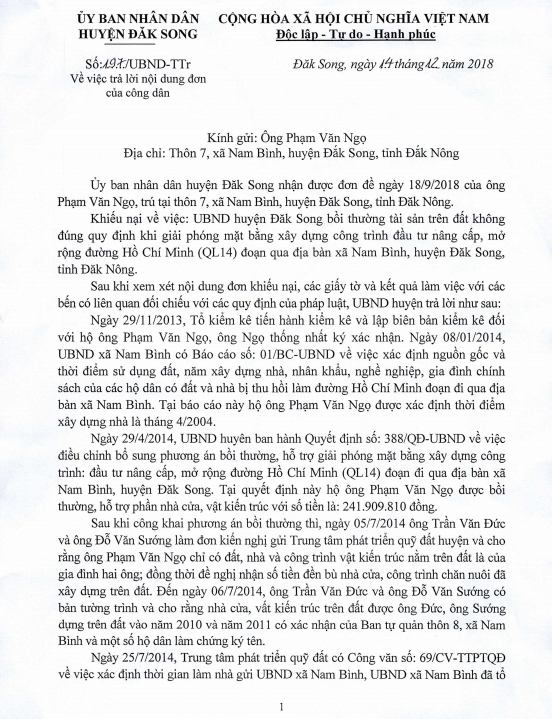 ỦY BAN NHÂN DÂN
HUYỆN ĐĂK SONG
CỘNG HÒA XÃ HỘI CHỦ NGHĨA VIỆT NAM
Độc lập - Tự do - Hạnh phúc
Số:197/UBND-TTr
Về việc trả lời nội dung đơn
của công dân
Đăk Song, ngày 14 tháng 12 năm 2018
Kính gửi: Ông Phạm Văn Ngọ
Địa chỉ: Thôn 7, xã Nam Bình, huyện Đắk Song, tỉnh Đắk Nông
Ủy ban nhân dân huyện Đăk Song nhận được đơn đề ngày 18/9/2018 của ông
Phạm Văn Ngọ, trú tại thôn 7, xã Nam Bình, huyện Đăk Song, tỉnh Đăk Nông.
Khiếu nại về việc: UBND huyện Đăk Song bồi thường tài sản trên đất không
đúng quy định khi giải phóng mặt bằng xây dựng công trình đầu tư nâng cấp, mở
rộng đường Hồ Chí Minh (QL14) đoạn qua địa bàn xã Nam Bình, huyện Đăk Song,
tỉnh Đăk Nông.
Sau khi xem xét nội dung đơn khiếu nại, các giấy tờ và kết quả làm việc với các
bến có liên quan đối chiếu với các quy định của pháp luật, UBND huyện trả lời như sau:
Ngày 29/11/2013, Tổ kiểm kê tiến hành kiểm kê và lập biên bản kiểm kê đối
với hộ ông Phạm Văn Ngọ, ông Ngọ thống nhất ký xác nhận. Ngày 08/01/2014,
UBND xã Nam Bình có Báo cáo số: 01/BC-UBND về việc xác định nguồn gốc và
thời điểm sử dụng đất, năm xây dựng nhà, nhân khẩu, nghề nghiệp, gia đình chính
sách của các hộ dân có đất và nhà bị thu hồi làm đường Hồ Chí Minh đoạn đi qua địa
bàn xã Nam Bình. Tại báo cáo này hộ ông Phạm Văn Ngọ được xác định thời điểm
xây dựng nhà là tháng 4/2004.
Ngày 29/4/2014, UBND huyên ban hành Quyết định số: 388/QĐ-UBND về việc
điều chỉnh bổ sung phương án bồi thường, hỗ trợ giải phóng mặt bằng xây dựng công
trình: đầu tư nâng cấp, mở rộng đường Hồ Chí Minh (QL14) đoạn đi qua địa bàn xã
Nam Bình, huyện Đăk Song. Tại quyết định này hộ ông Phạm Văn Ngọ được bồi
thường, hỗ trợ phần nhà cửa, vật kiến trúc với số tiền là: 241.909.810 đồng.
Sau khi công khai phương án bồi thường thì, ngày 05/7/2014 ông Trần Văn Đức
và ông Đỗ Văn Sướng làm đơn kiến nghị gửi Trung tâm phát triển quỹ đất huyện và cho
rằng ông Phạm Văn Ngọ chỉ có đất, nhà và công trình vật kiến trúc nằm trên đất là của
gia đình hai ông; đồng thời đề nghị nhận số tiền đền bù nhà cửa, công trình chăn nuôi đã
xây dựng trên đất. Đến ngày 06/7/2014, ông Trần Văn Đức và ông Đỗ Văn Sướng có
bản tường trình và cho rằng nhà cửa, vất kiến trúc trên đất được ông Đức, ông Sướng
dựng trên đất vào năm 2010 và năm 2011 có xác nhận của Ban tự quản thôn 8, xã Nam
Bình và một số hộ dân làm chứng ký tên.
Ngày 25/7/2014, Trung tâm phát triển quỹ đất có Công văn số: 69/CV-TTPTQĐ
về việc xác định thời gian làm nhà gửi UBND xã Nam Bình, UBND xã Nam Bình đã tổ
1